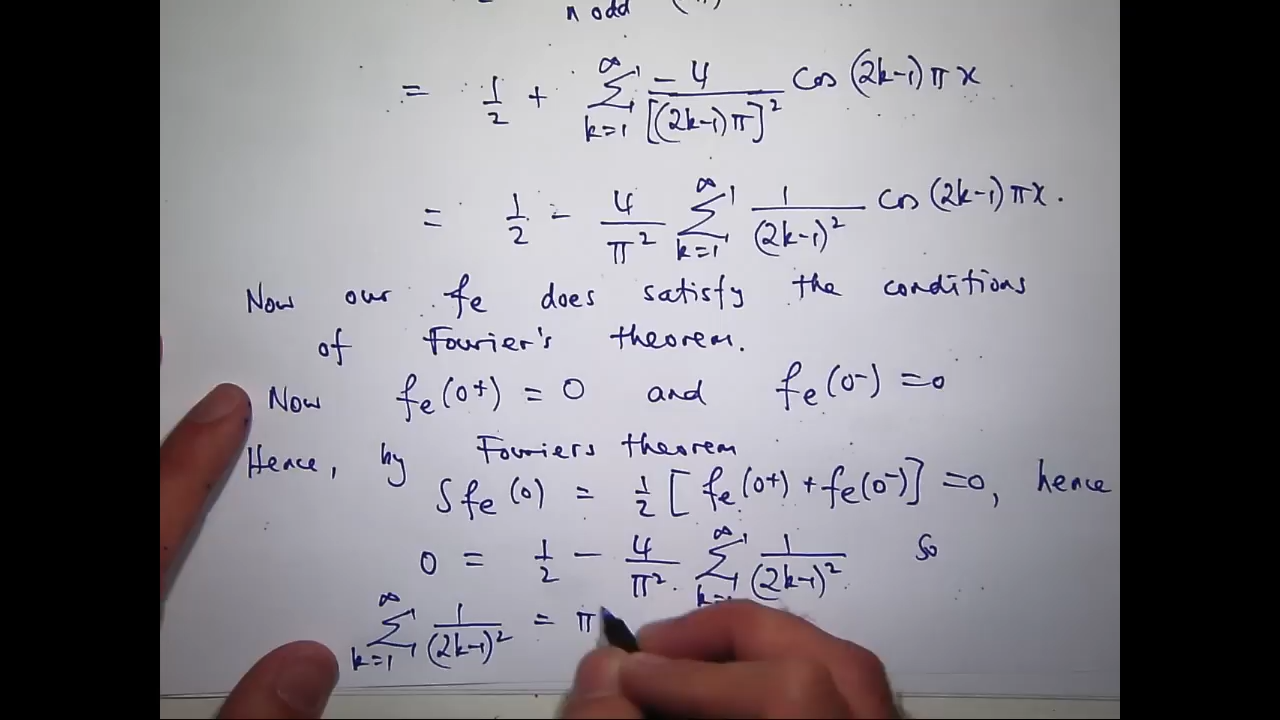 n odd
= 1/2 + ∑_{k=1}^{∞} -4/[(2k-1)π]² cos (2k-1)πx
= 1/2 - 4/π² ∑_{k=1}^{∞} 1/(2k-1)² cos (2k-1)πx.
Now our fe does satisfy the conditions
of Fourier's theorem.
Now fe(0+) = 0 and fe(0-) =0
Hence, by Fouriers theorem
Sfe(0) = 1/2 [fe(0+) + fe(0-)] =0, hence
0 = 1/2 - 4/π² ∑_{k=1}^{∞} 1/(2k-1)² so
∑_{k=1}^{∞} 1/(2k-1)² = π